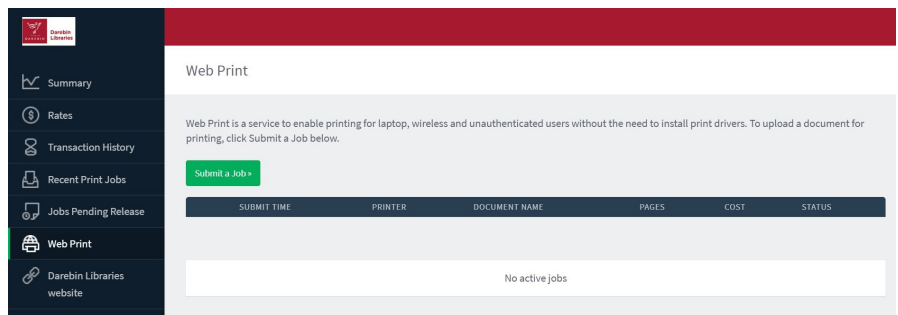 DAREBIN
Darebin
Libraries
Summary
Rates
Transaction History
Recent Print Jobs
Jobs Pending Release
Web Print
Darebin Libraries
website
Web Print
Web Print is a service to enable printing for laptop, wireless and unauthenticated users without the need to install print drivers. To upload a document for
printing, click Submit a Job below.
Submit a Job »
SUBMIT TIME PRINTER DOCUMENT NAME PAGES COST STATUS
No active jobs